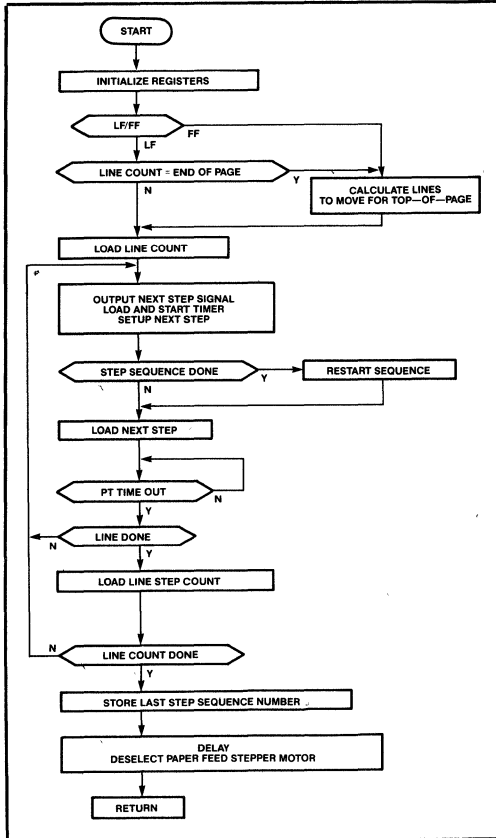 START
INITIALIZE REGISTERS
LF/FF
FF
LF
LINE COUNT = END OF PAGE
Y
N
CALCULATE LINES
TO MOVE FOR TOP—OF—PAGE
LOAD LINE COUNT
OUTPUT NEXT STEP SIGNAL
LOAD AND START TIMER
SETUP NEXT STEP
STEP SEQUENCE DONE
Y
N
RESTART SEQUENCE
LOAD NEXT STEP
PT TIME OUT
N
Y
LINE DONE
N
Y
LOAD LINE STEP COUNT
N
LINE COUNT DONE
Y
STORE LAST STEP SEQUENCE NUMBER
DELAY
DESELECT PAPER FEED STEPPER MOTOR
RETURN